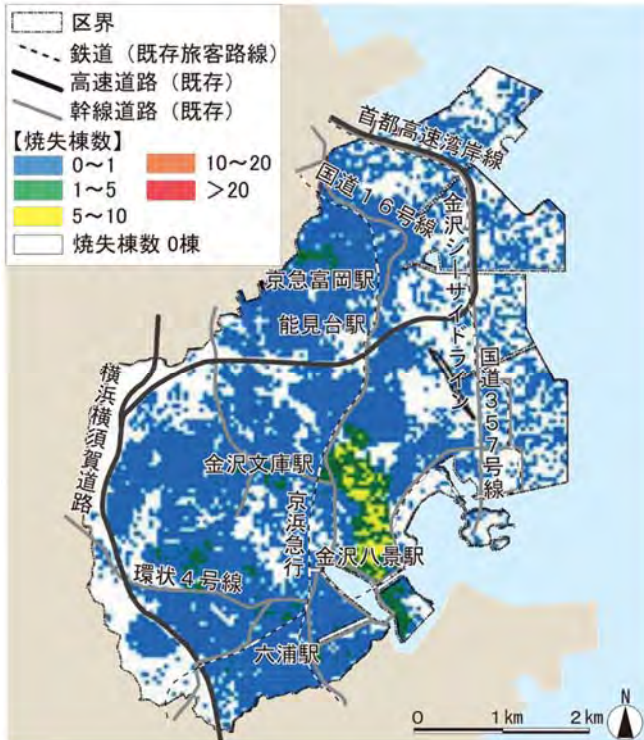 区界
鉄道（既存旅客路線）
高速道路（既存）
幹線道路（既存）
【焼失棟数】
0～1 10～20
1～5 ＞20
5～10
焼失棟数 0棟
首都高速湾岸線
国道16号線
金沢シーサイドライン
京急富岡駅
能見台駅
国道357号線
横浜横須賀道路
金沢文庫駅
京浜急行
金沢八景駅
環状4号線
六浦駅
0 1km 2km
N